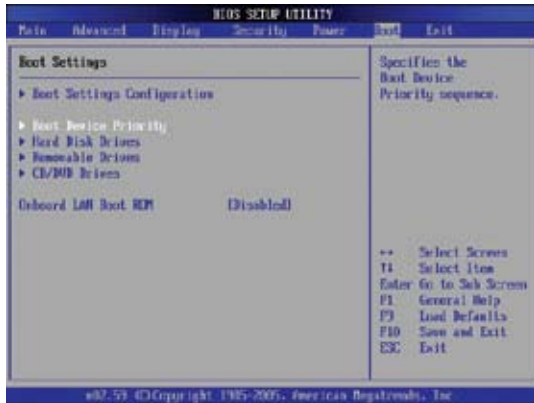 BIOS SETUP UTILITY
Main Advanced Display Security Power Boot Exit
Boot Settings
Boot Settings Configuration
Boot Device Priority
Hard Disk Drives
Removable Drives
CD/DVD Drives
Onboard LAN Boot ROM [Disabled]
Specifies the
Boot Device
Priority sequence.
↔ Select Screen
↑↓ Select Item
Enter Go to Sub Screen
F1 General Help
F9 Load Defaults
F10 Save and Exit
ESC Exit
v02.59 (C)Copyright 1985-2005, American Megatrends, Inc